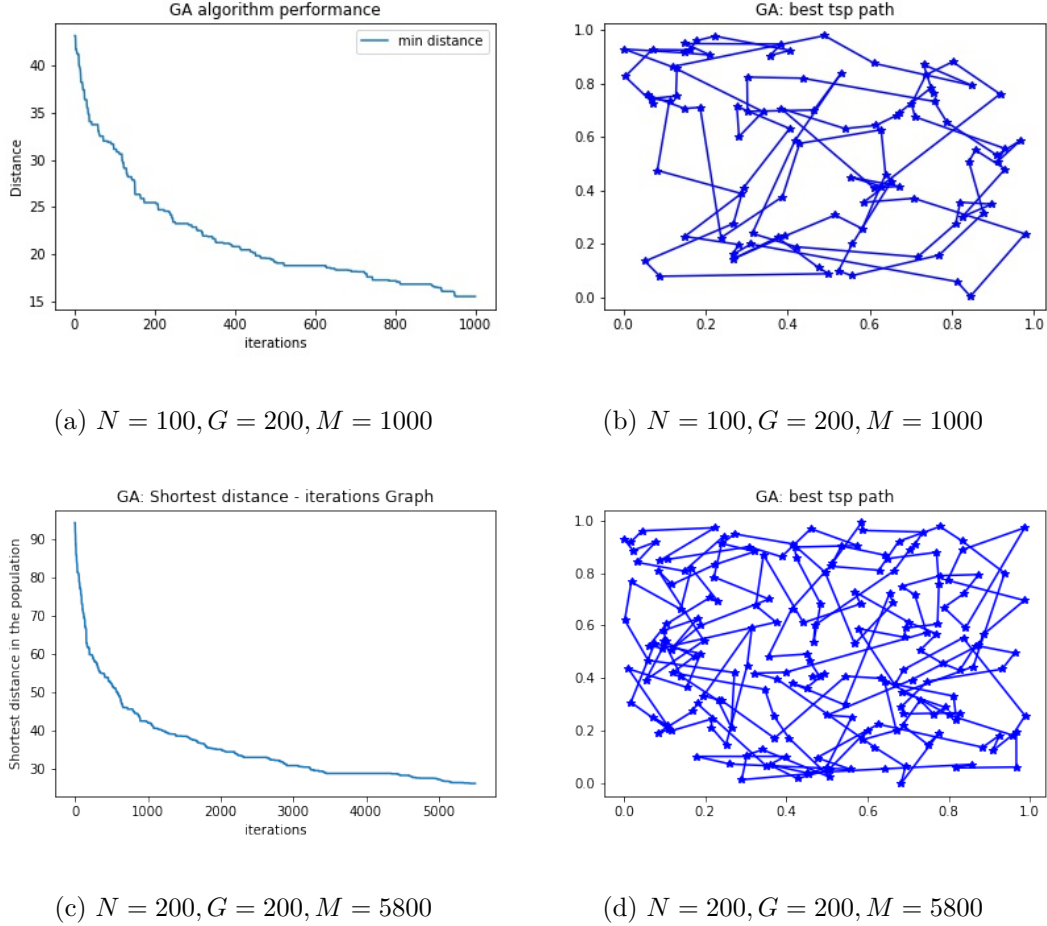 GA algorithm performance
min distance
40
35
30
25
20
15
Distance
0 200 400 600 800 1000
iterations
GA: best tsp path
1.0
0.8
0.6
0.4
0.2
0.0
0.0 0.2 0.4 0.6 0.8 1.0
(a) N = 100, G = 200, M = 1000
(b) N = 100, G = 200, M = 1000
GA: Shortest distance - iterations Graph
90
80
70
60
50
40
30
Shortest distance in the population
0 1000 2000 3000 4000 5000
iterations
GA: best tsp path
1.0
0.8
0.6
0.4
0.2
0.0
0.0 0.2 0.4 0.6 0.8 1.0
(c) N = 200, G = 200, M = 5800
(d) N = 200, G = 200, M = 5800